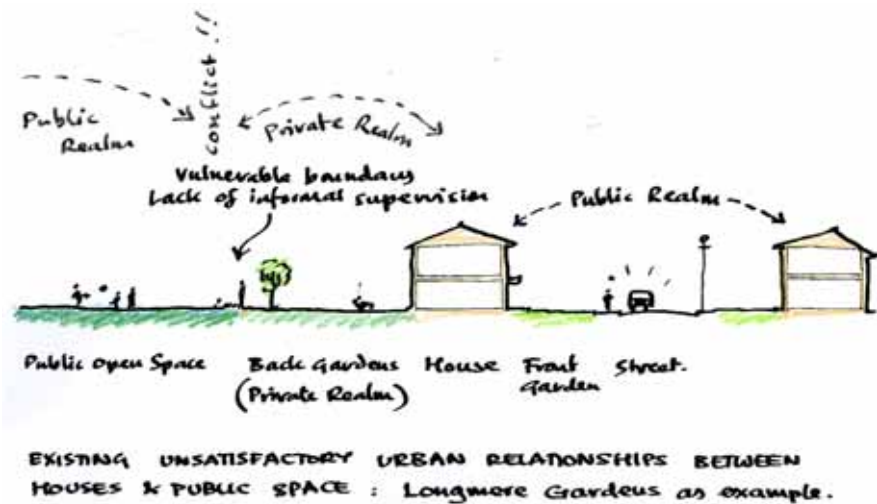 conflict !!
Public
Realm
Private Realm
Vulnerable boundary
Lack of informal supervision
Public Realm
Public Open Space
Back Gardens
(Private Realm)
House
Front
Garden
Street.
EXISTING UNSATISFACTORY URBAN RELATIONSHIPS BETWEEN
HOUSES & PUBLIC SPACE : Longmere Gardens as example.